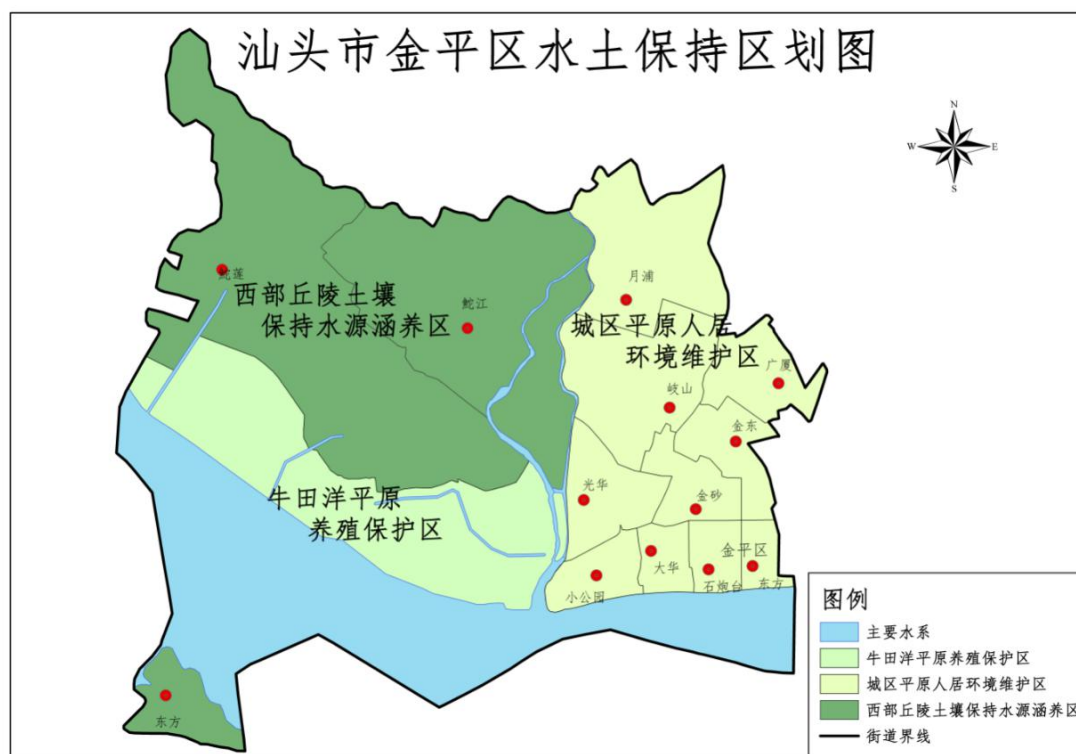 汕头市金平区水土保持区划图
N
W
E
S
鮀莲
西部丘陵土壤
保持水源涵养区
鮀江
月浦
城区平原人居
环境维护区
广厦
岐山
金东
光华
金砂
牛田洋平原
养殖保护区
金平区
大华
石炮台
东方
小公园
东方
图例
主要水系
牛田洋平原养殖保护区
城区平原人居环境维护区
西部丘陵土壤保持水源涵养区
街道界线